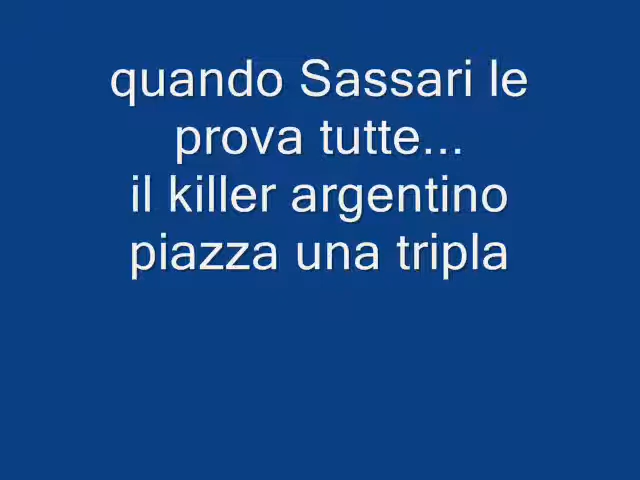 quando Sassari le
prova tutte...
il killer argentino
piazza una tripla